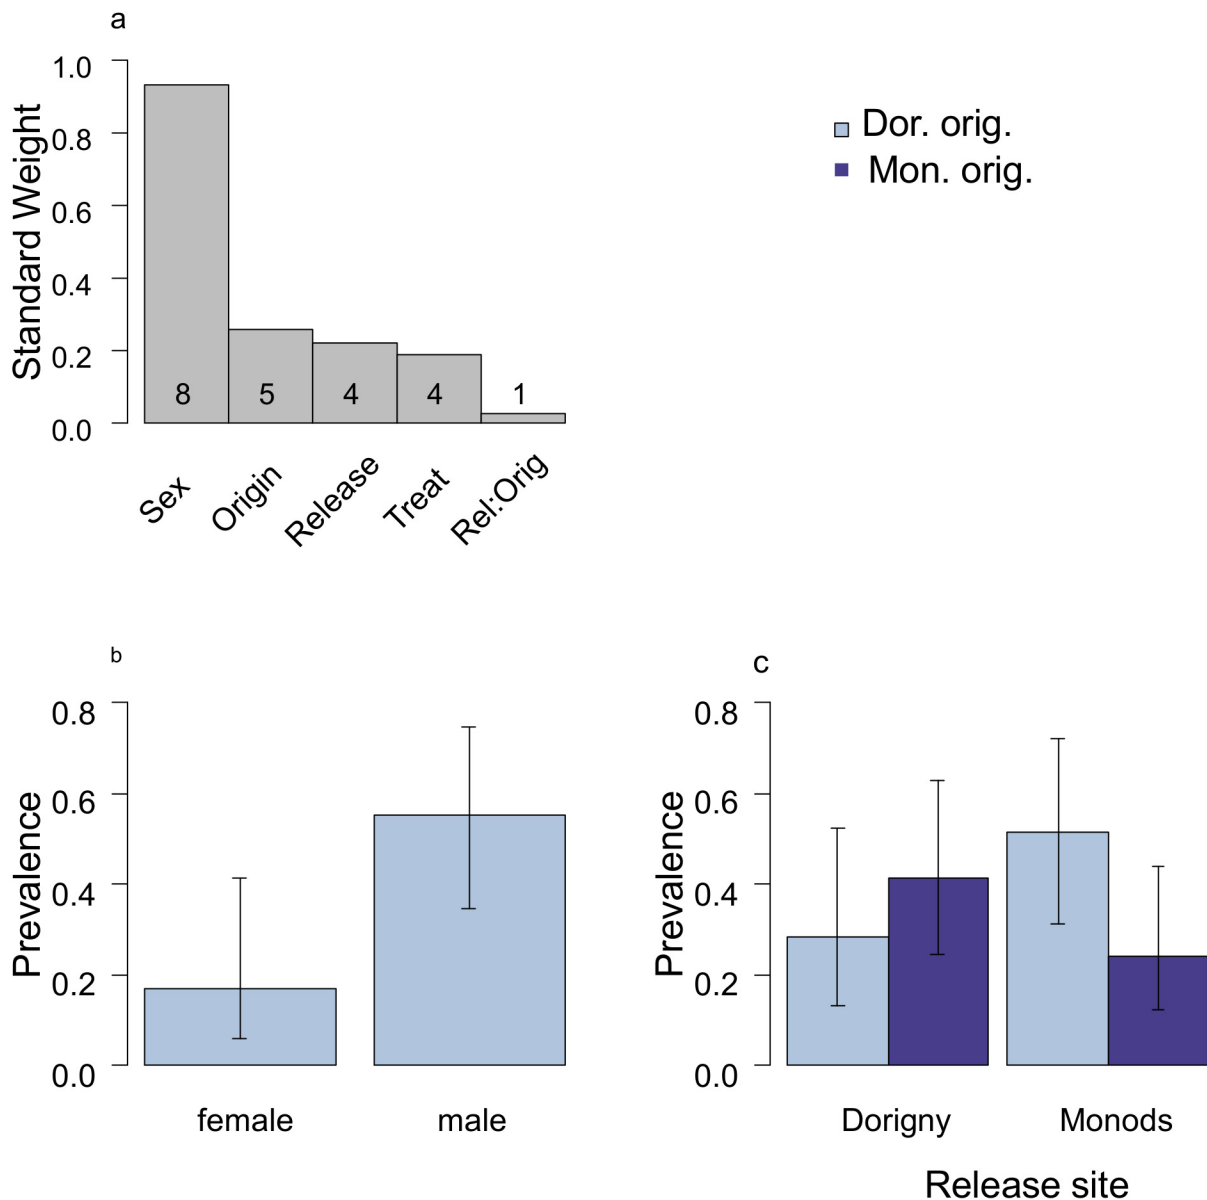 a
Standard Weight
1.0
0.8
0.6
0.4
0.2
0.0
8 5 4 4 1
Sex Origin Release Treat Rel:Orig
Dor. orig.
Mon. orig.
b
Prevalence
0.8
0.6
0.4
0.2
0.0
female male
c
Prevalence
0.8
0.6
0.4
0.2
0.0
Dorigny Monods
Release site